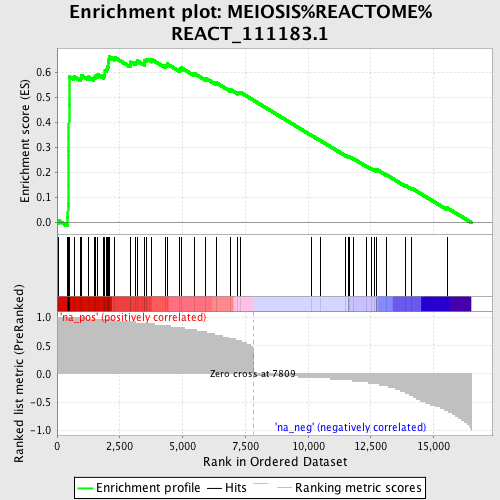 Enrichment plot: MEIOSIS%REACTOME%
REACT_111183.1
Enrichment score (ES)
0.6
0.5
0.4
0.3
0.2
0.1
0.0
Ranked list metric (PreRanked)
1.0
0.5
0.0
-0.5
-1.0
'na_pos' (positively correlated)
Zero cross at 7809
'na_neg' (negatively correlated)
0
2,500
5,000
7,500
10,000
12,500
15,000
Rank in Ordered Dataset
Enrichment profile
Hits
Ranking metric scores